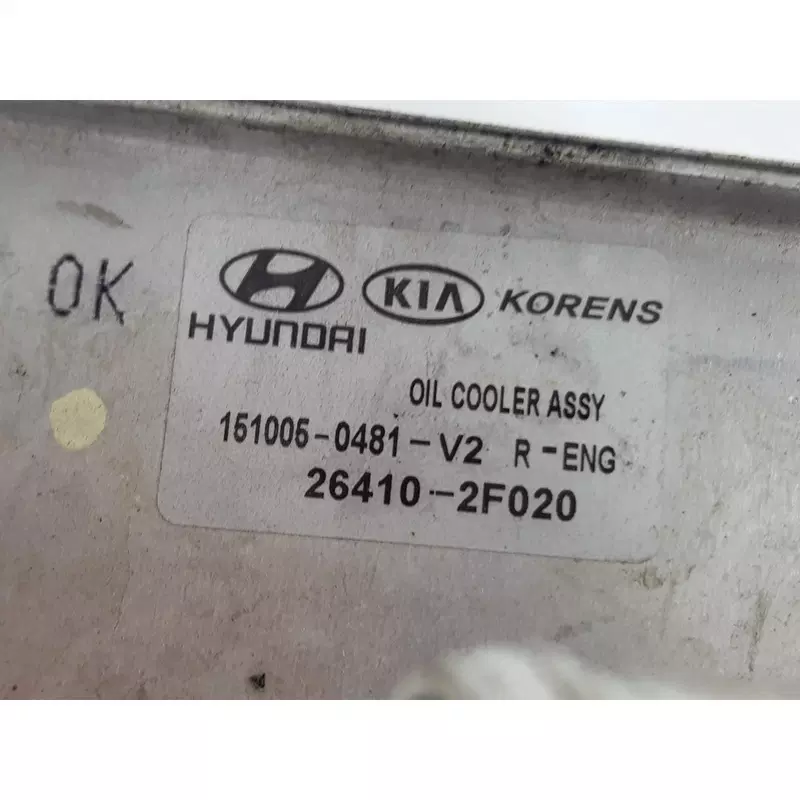 OK
HYUNDAI KIA KORENS
OIL COOLER ASSY
151005-0481-V2 R-ENG
26410-2F020